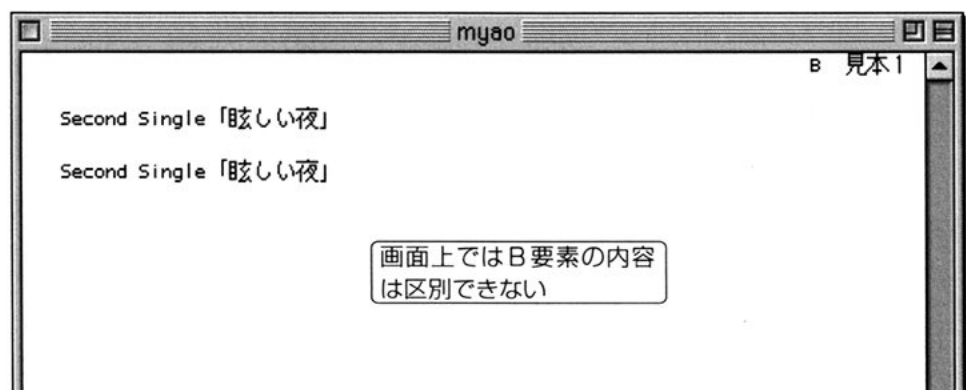 myao
B 見本1
Second Single「眩しい夜」
Second Single「眩しい夜」
画面上ではB要素の内容
は区別できない